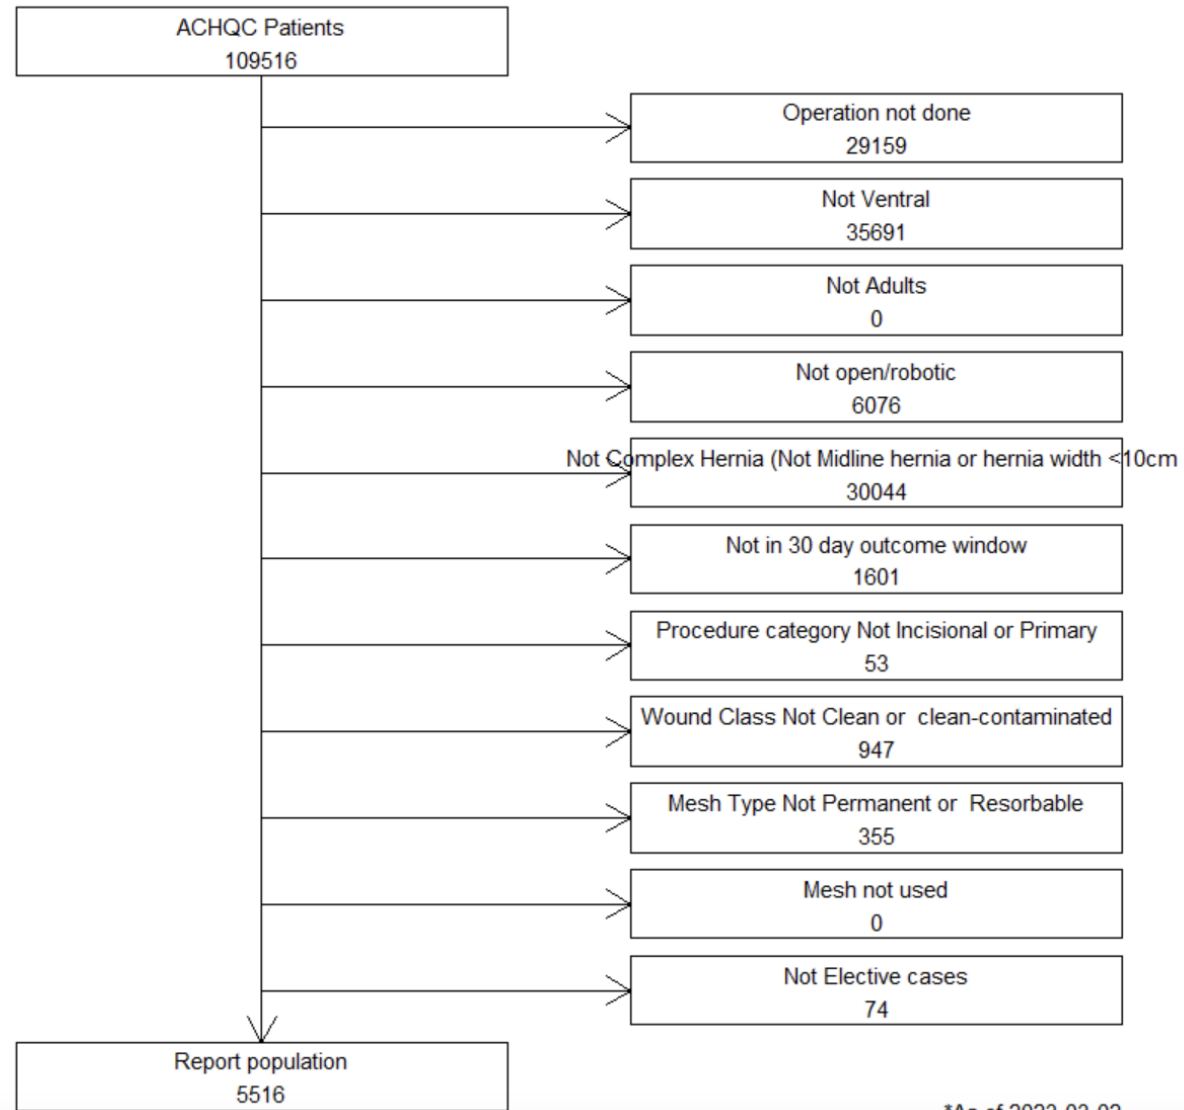 ACHQC Patients
109516
Operation not done
29159
Not Ventral
35691
Not Adults
0
Not open/robotic
6076
Not Complex Hernia (Not Midline hernia or hernia width <10cm
30044
Not in 30 day outcome window
1601
Procedure category Not Incisional or Primary
53
Wound Class Not Clean or clean-contaminated
947
Mesh Type Not Permanent or Resorbable
355
Mesh not used
0
Not Elective cases
74
Report population
5516
*As of